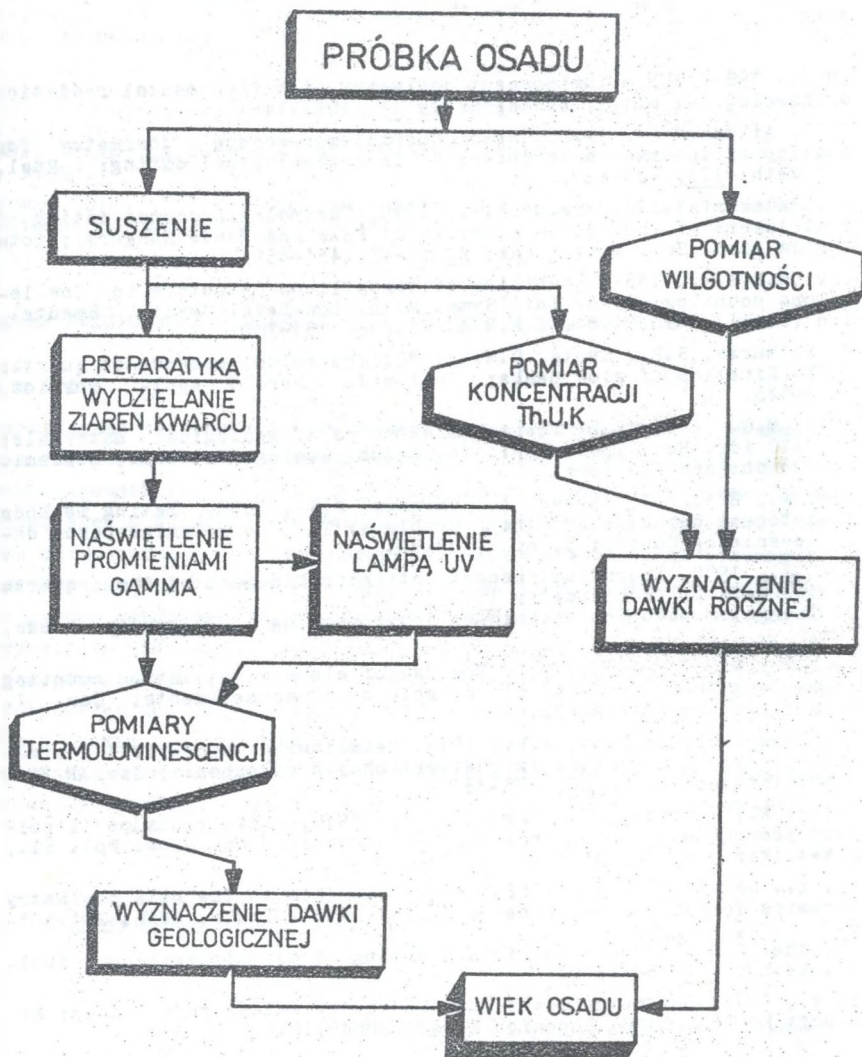 PRÓBKA OSADU
SUSZENIE
POMIAR
WILGOTNOŚCI
PREPARATYKA
WYDZIELANIE
ZIAREN KWARCU
POMIAR
KONCENTRACJI
Th,U,K
NAŚWIETLENIE
PROMIENIAMI
GAMMA
NAŚWIETLENIE
LAMPĄ UV
WYZNACZENIE
DAWKI ROCZNEJ
POMIARY
TERMOLUMINESCENCJI
WYZNACZENIE DAWKI
GEOLOGICZNEJ
WIEK OSADU